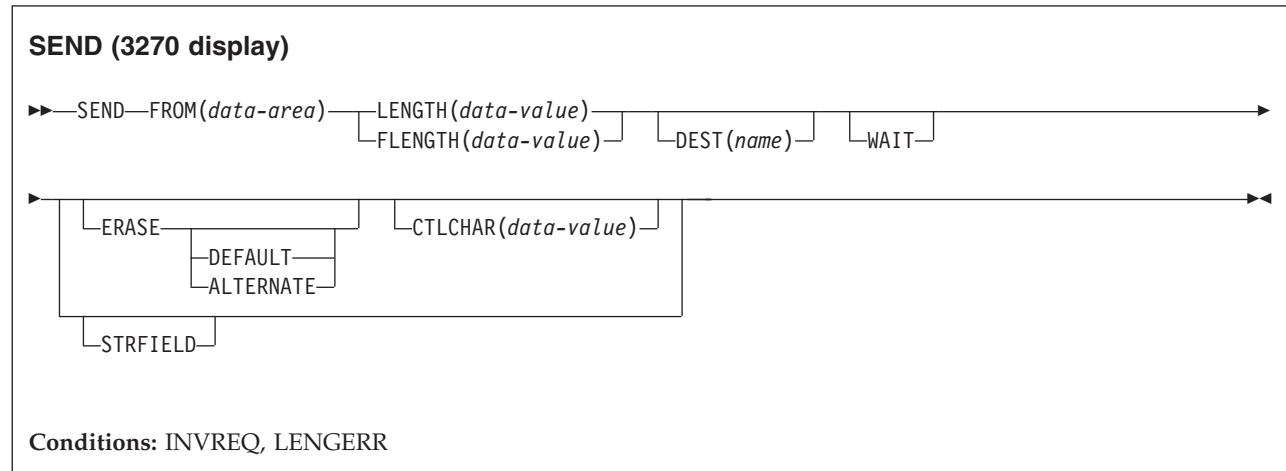 SEND (3270 display)
SEND FROM(data-area) LENGTH(data-value)
FLENGTH(data-value) DEST(name) WAIT
ERASE CTLCHAR(data-value)
DEFAULT
ALTERNATE
STRFIELD
Conditions: INVREQ, LENGERR